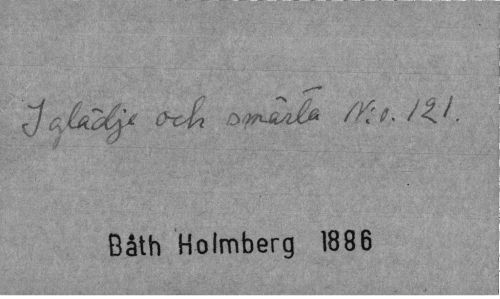 I glädje och smärta N:o. 121.
Båth Holmberg 1886